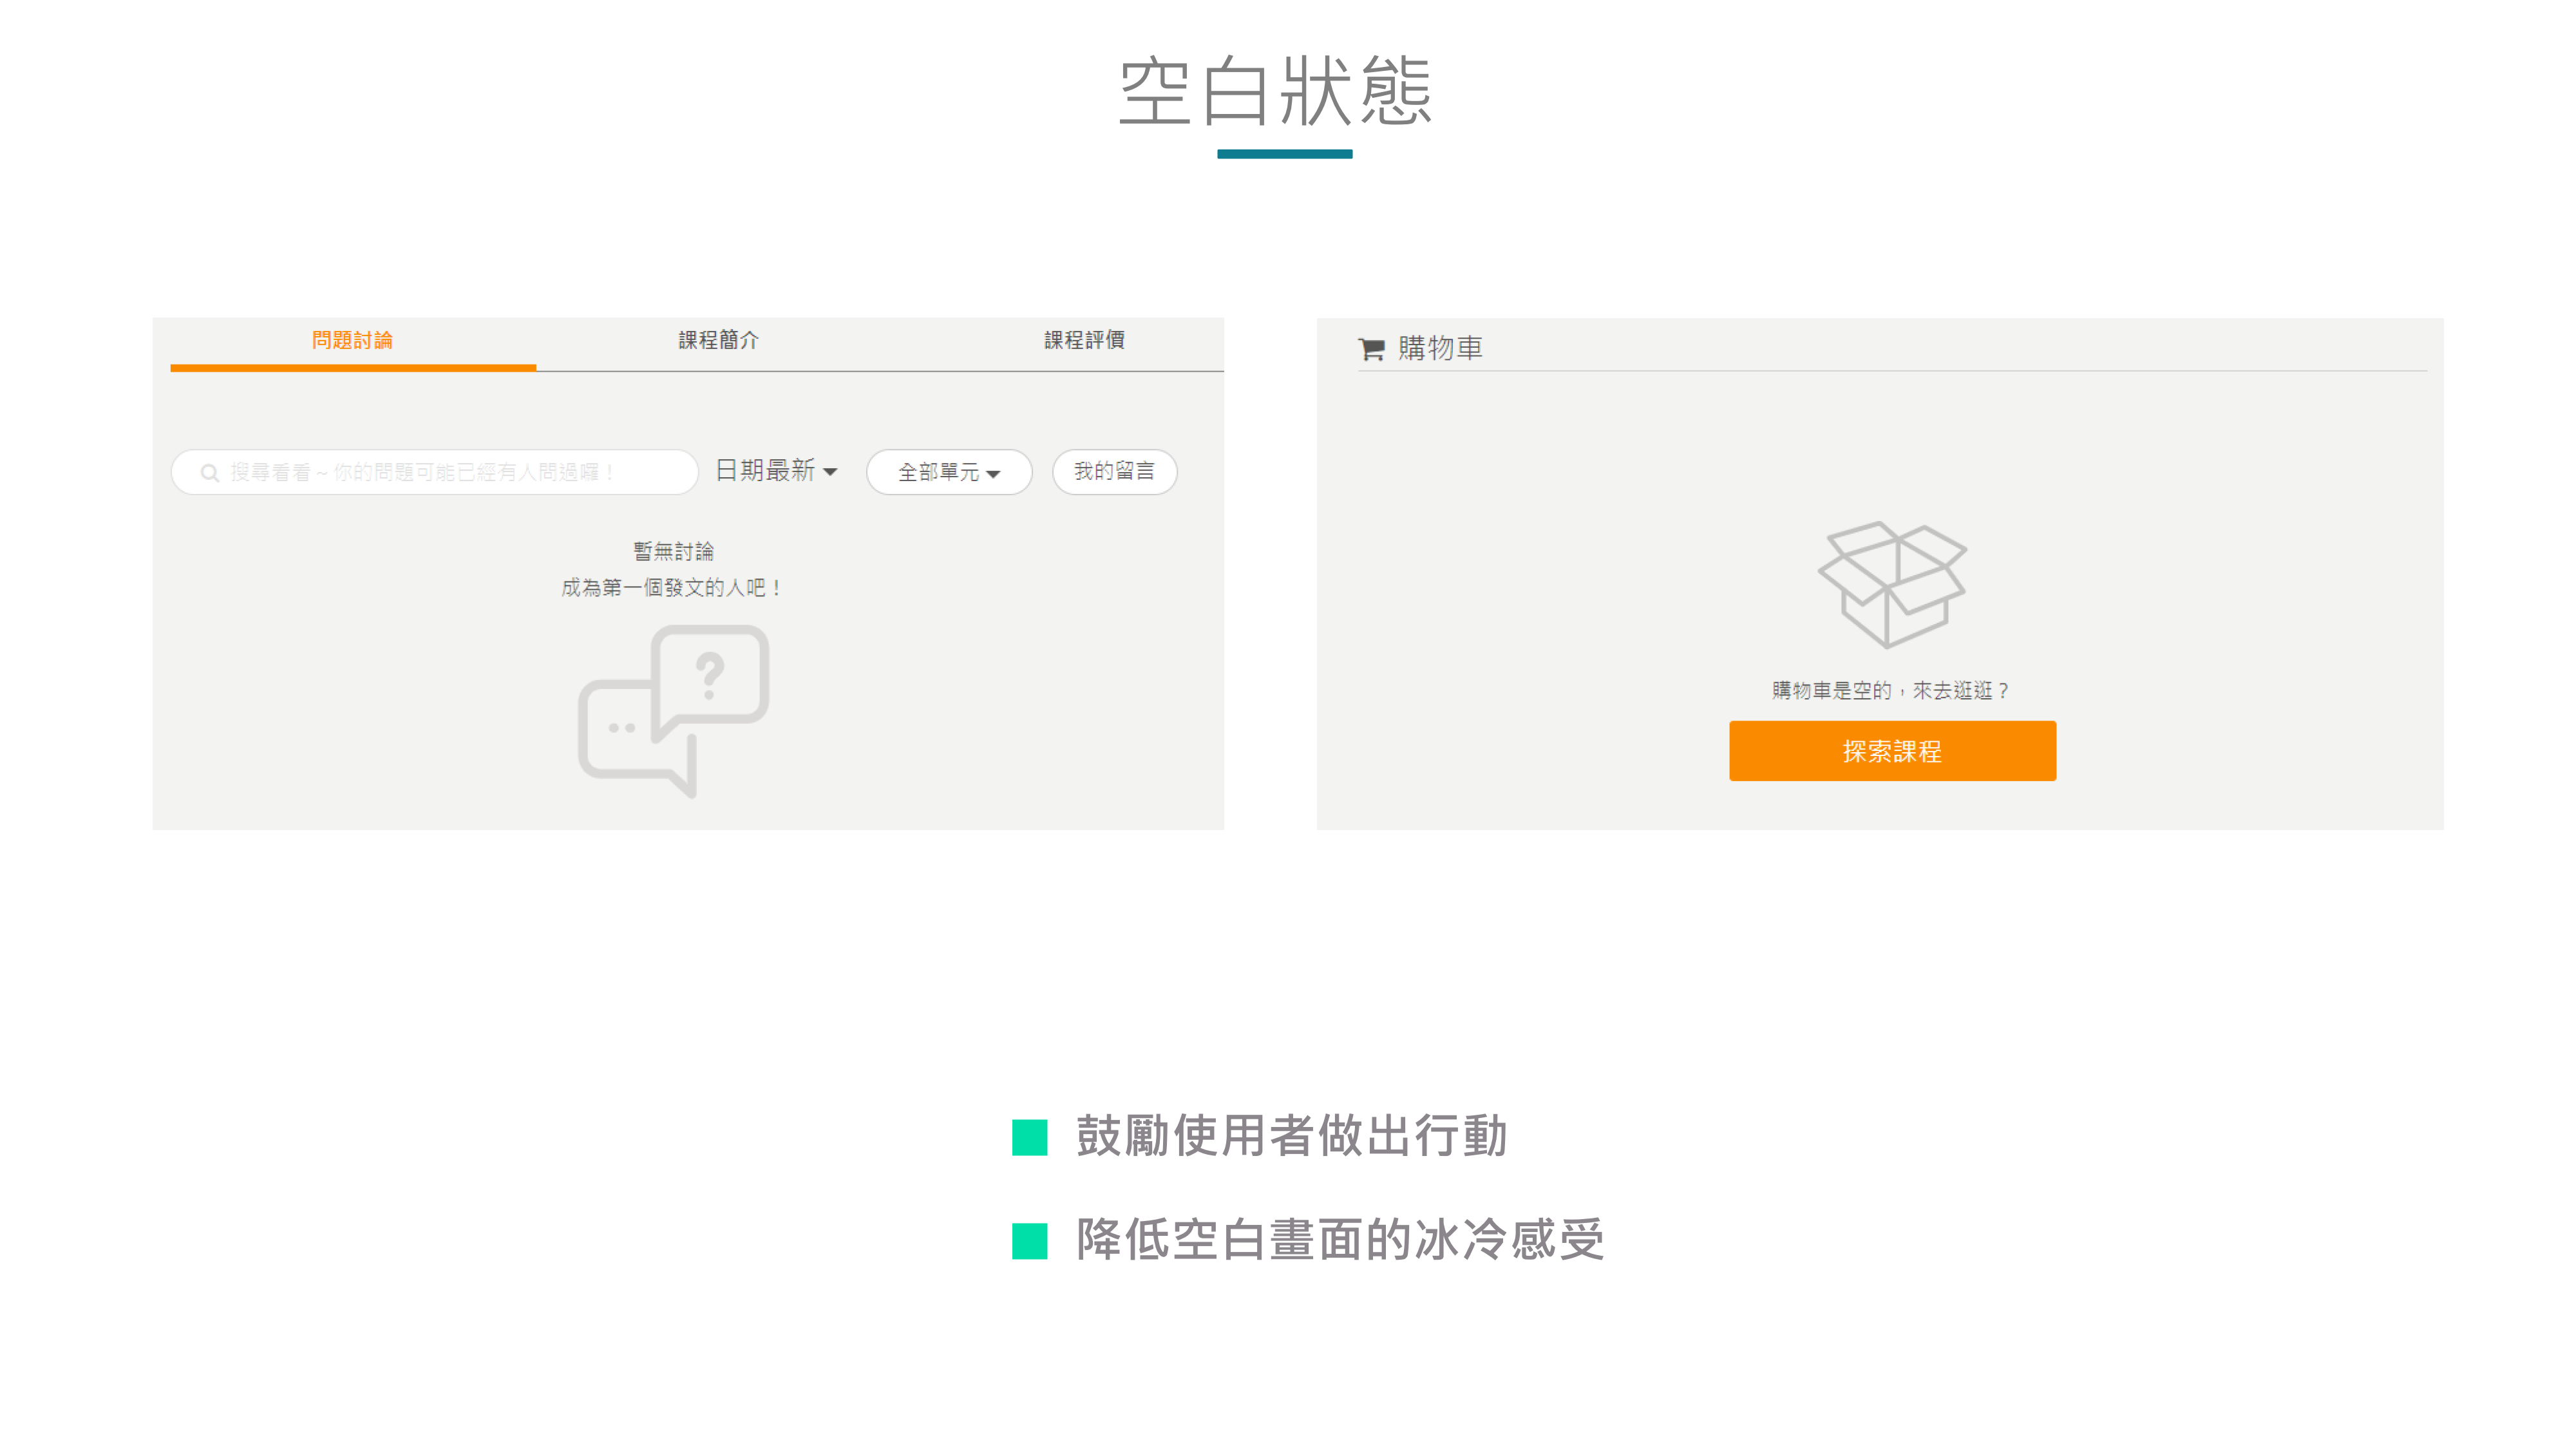 空白狀態
問題討論 課程簡介 課程評價
搜尋看看~你的問題可能已經有人問過囉！ 日期最新 全部單元 我的留言
暫無討論
成為第一個發文的人吧！
?
購物車
購物車是空的，來去逛逛？
探索課程
鼓勵使用者做出行動
降低空白畫面的冰冷感受